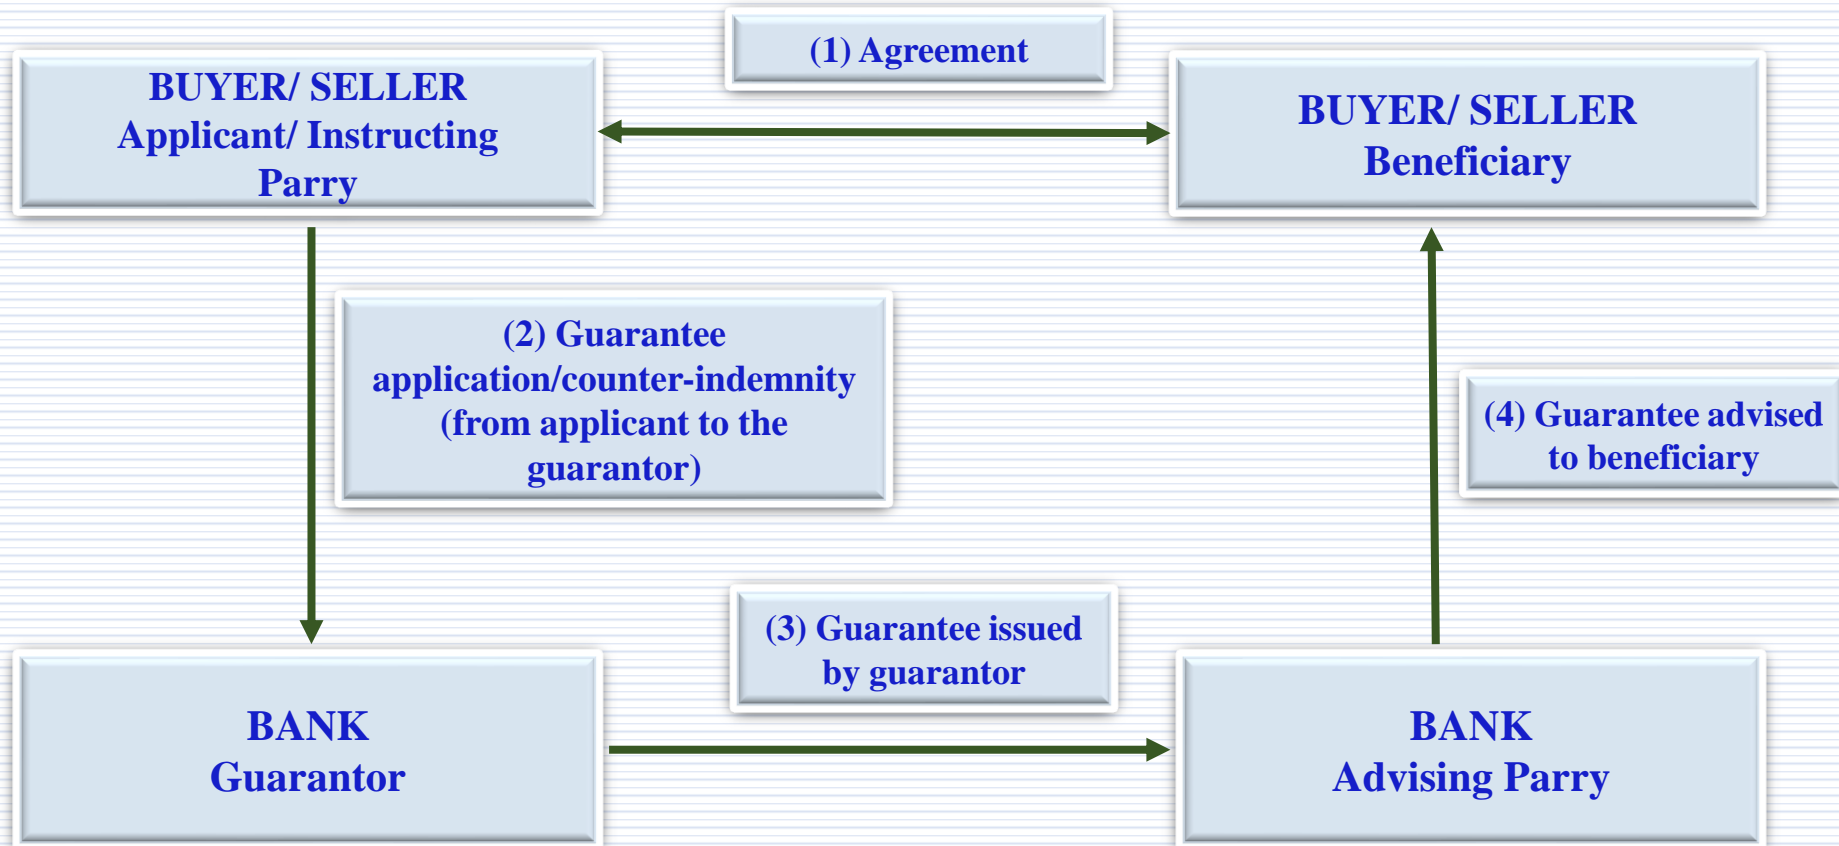 (1) Agreement
BUYER/ SELLER
Applicant/ Instructing
Parry
BUYER/ SELLER
Beneficiary
(2) Guarantee
application/counter-indemnity
(from applicant to the
guarantor)
(4) Guarantee advised
to beneficiary
(3) Guarantee issued
by guarantor
BANK
Guarantor
BANK
Advising Parry